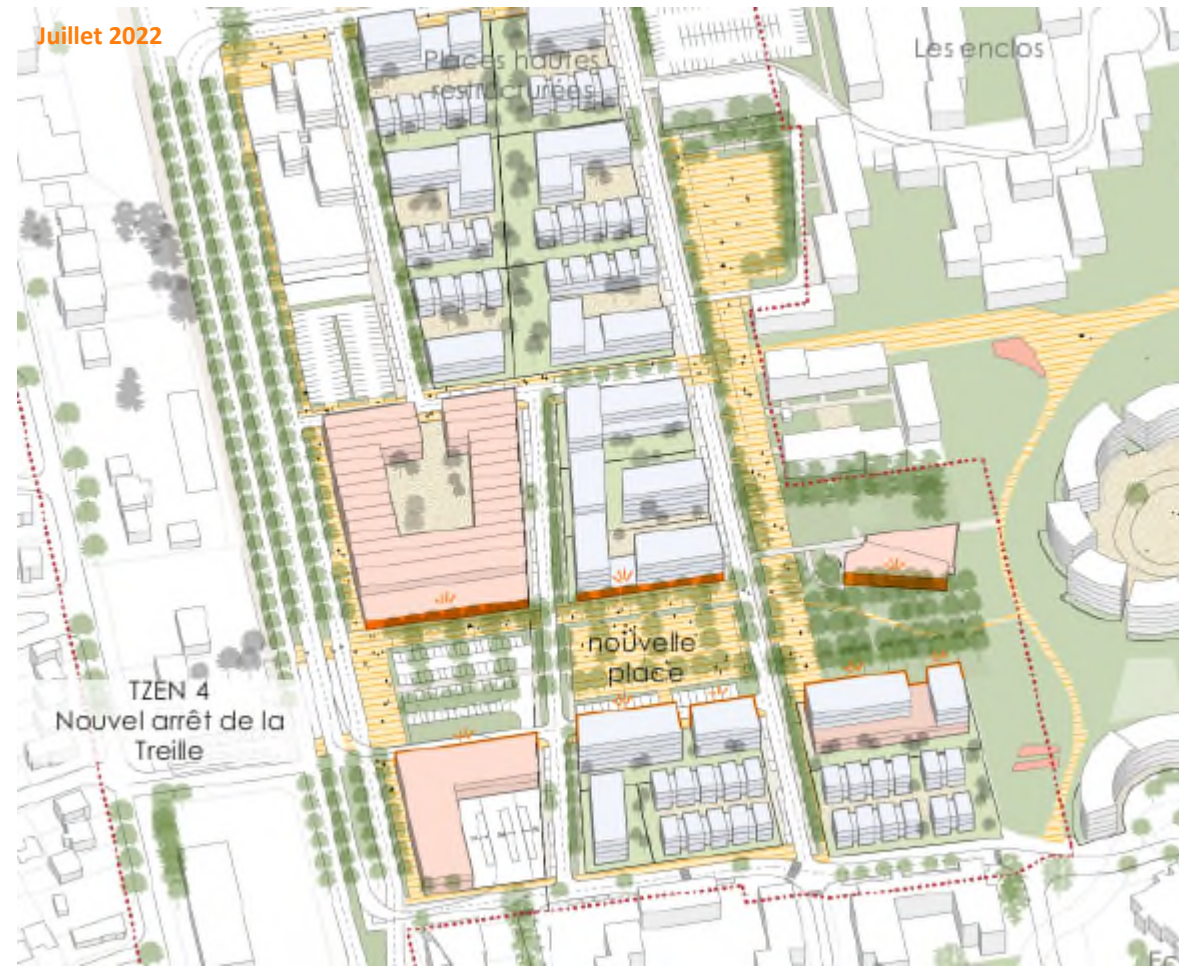 Juillet 2022
Places hautes
restructurées
Les enclos
nouvelle
place
TZEN 4
Nouvel arrêt de la
Treille